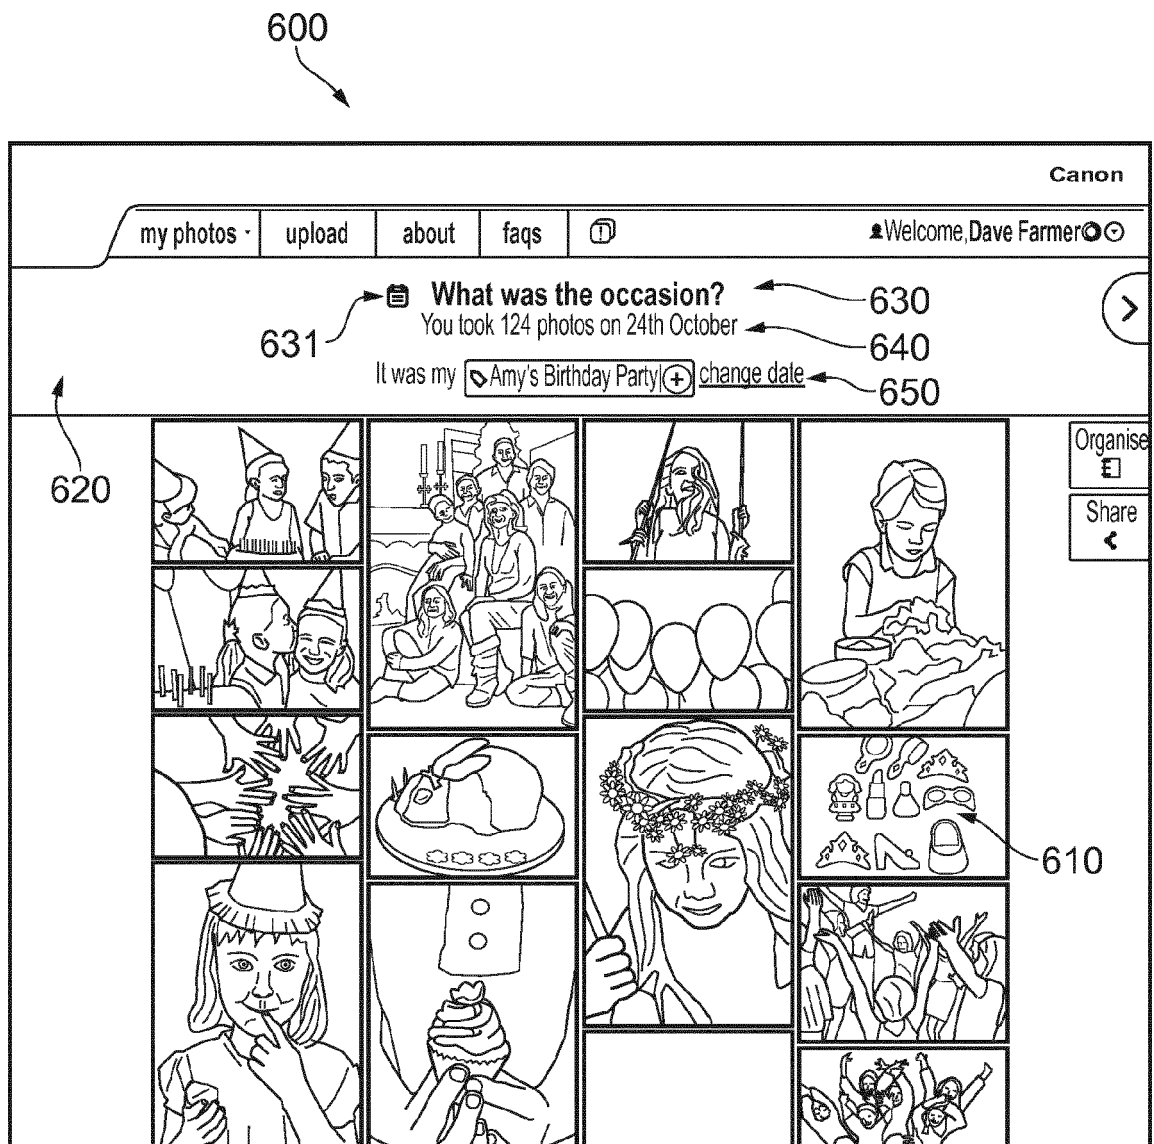 600
Canon
my photos upload about faqs Welcome, Dave Farmer
What was the occasion? 630
631 You took 124 photos on 24th October 640
It was my Amy's Birthday Party change date 650
620
Organise
Share
610